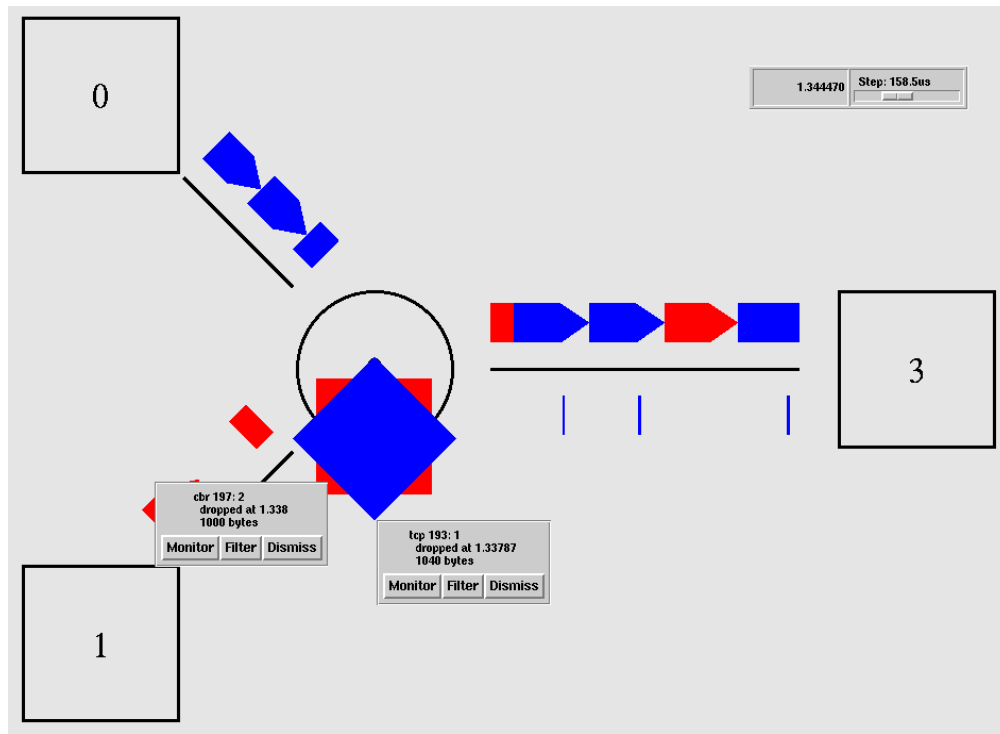 0
1.344470
Step: 158.5us
3
cbr 197: 2
dropped at 1.338
1000 bytes
Monitor Filter Dismiss
tcp 193: 1
dropped at 1.33787
1040 bytes
Monitor Filter Dismiss
1